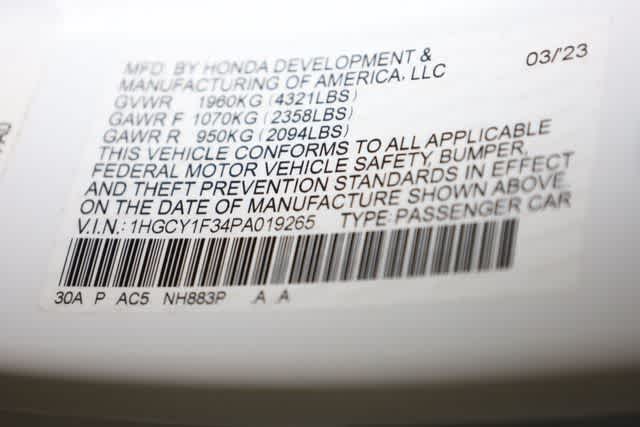 MFD. BY HONDA DEVELOPMENT &
MANUFACTURING OF AMERICA, LLC
03/'23
GVWR 1960KG (4321LBS)
GAWR F 1070KG (2358LBS)
GAWR R 950KG (2094LBS)
THIS VEHICLE CONFORMS TO ALL APPLICABLE
FEDERAL MOTOR VEHICLE SAFETY, BUMPER,
AND THEFT PREVENTION STANDARDS IN EFFECT
ON THE DATE OF MANUFACTURE SHOWN ABOVE.
V.I.N.: 1HGCY1F34PA019265 TYPE: PASSENGER CAR
30A P AC5 NH883P A A